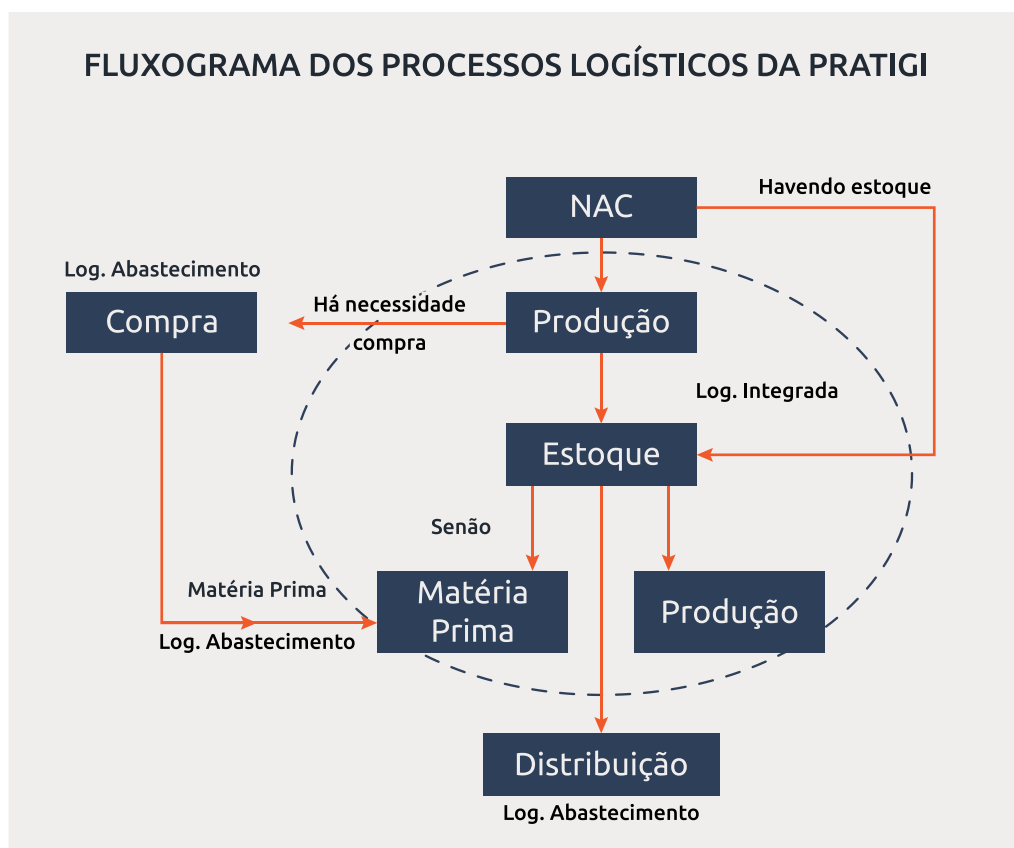 FLUXOGRAMA DOS PROCESSOS LOGÍSTICOS DA PRATIGI
Havendo estoque
NAC
Log. Abastecimento
Compra
Há necessidade
compra
Produção
Log. Integrada
Estoque
Senão
Matéria Prima
Log. Abastecimento
Matéria
Prima
Produção
Distribuição
Log. Abastecimento